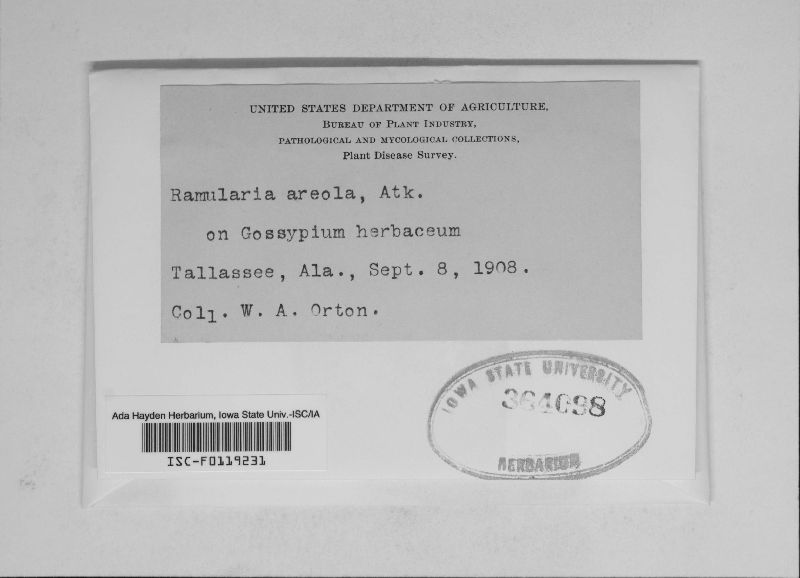 UNITED STATES DEPARTMENT OF AGRICULTURE,
BUREAU OF PLANT INDUSTRY,
PATHOLOGICAL AND MYCOLOGICAL COLLECTIONS,
Plant Disease Survey.
Ramularia areola, Atk.
on Gossypium herbaceum
Tallassee, Ala., Sept. 8, 1908.
Coll. W. A. Orton.
IOWA STATE UNIVERSITY
364098
HERBARIUM
Ada Hayden Herbarium, Iowa State Univ.-ISC/IA
ISC-F0119231